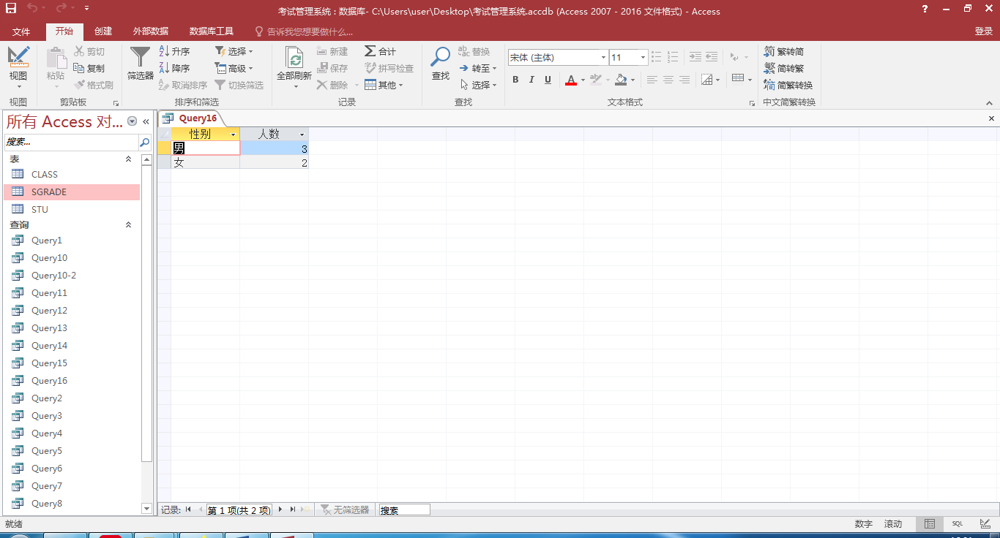 考试管理系统 : 数据库- C:\Users\user\Desktop\考试管理系统.accdb (Access 2007 - 2016 文件格式) - Access
文件 开始 创建 外部数据 数据库工具 告诉我您想要做什么... 登录
视图 粘贴 剪切 复制 格式刷 筛选器 升序 降序 取消排序 选择 高级 切换筛选 全部刷新 新建 保存 删除 合计 拼写检查 其他 查找 替换 转至 选择 宋体 (主体) 11 B I U A 繁转简 简转繁 简繁转换
视图 剪贴板 排序和筛选 记录 查找 文本格式 中文简繁转换
所有 Access 对... «
搜索...
表
CLASS
SGRADE
STU
查询
Query1
Query10
Query10-2
Query11
Query12
Query13
Query14
Query15
Query16
Query2
Query3
Query4
Query5
Query6
Query7
Query8
Query16
性别 人数
男 3
女 2
记录: 第 1 项(共 2 项) 无筛选器 搜索
就绪 数字 滚动 SQL